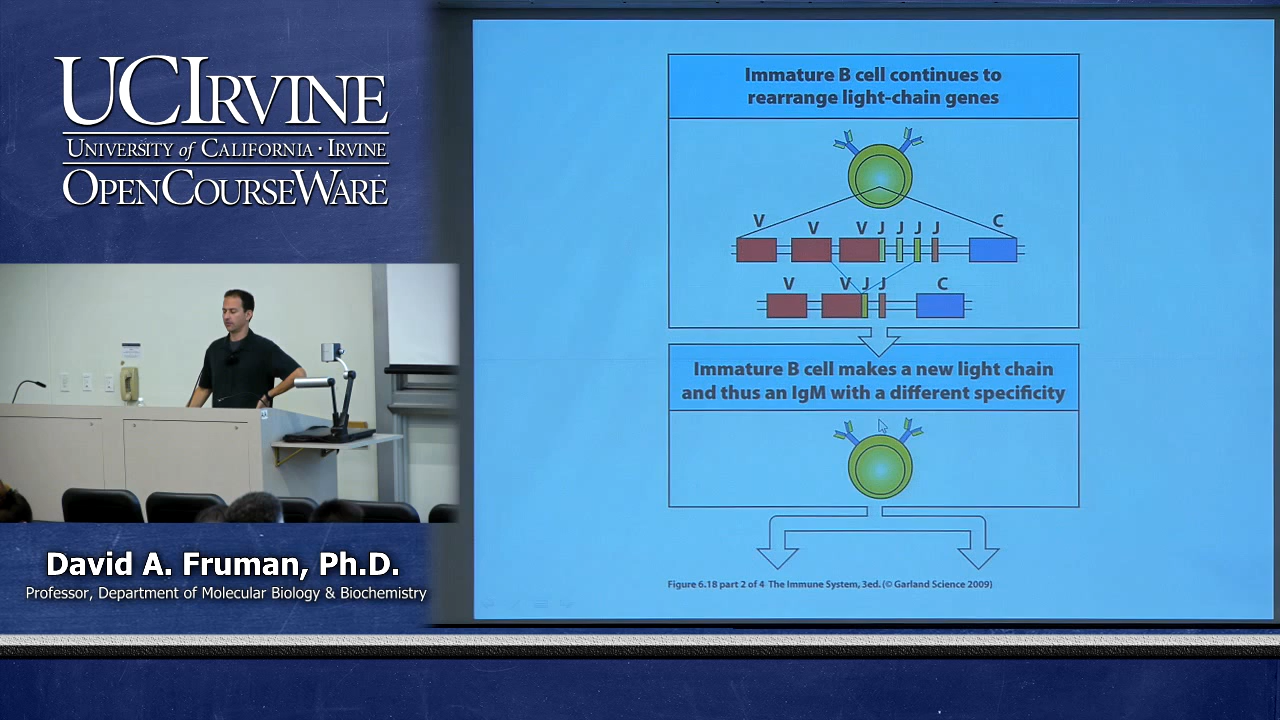 UCIRVINE
UNIVERSITY of CALIFORNIA · IRVINE
OPENCOURSEWARE
David A. Fruman, Ph.D.
Professor, Department of Molecular Biology & Biochemistry
Immature B cell continues to
rearrange light-chain genes
V V V J J J J C
V V J J C
Immature B cell makes a new light chain
and thus an IgM with a different specificity
Figure 6.18 part 2 of 4 The Immune System, 3ed. (© Garland Science 2009)